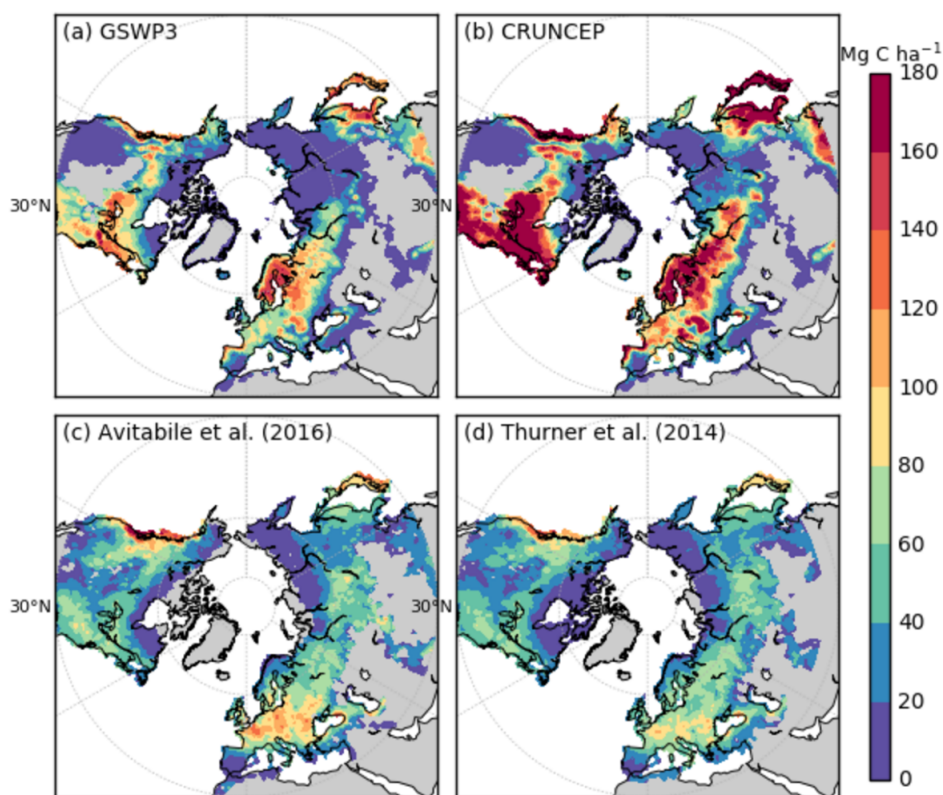 (a) GSWP3
(b) CRUNCEP
Mg C ha⁻¹
180
160
140
120
100
80
60
40
20
0
30°N
30°N
(c) Avitabile et al. (2016)
(d) Thurner et al. (2014)
30°N
30°N